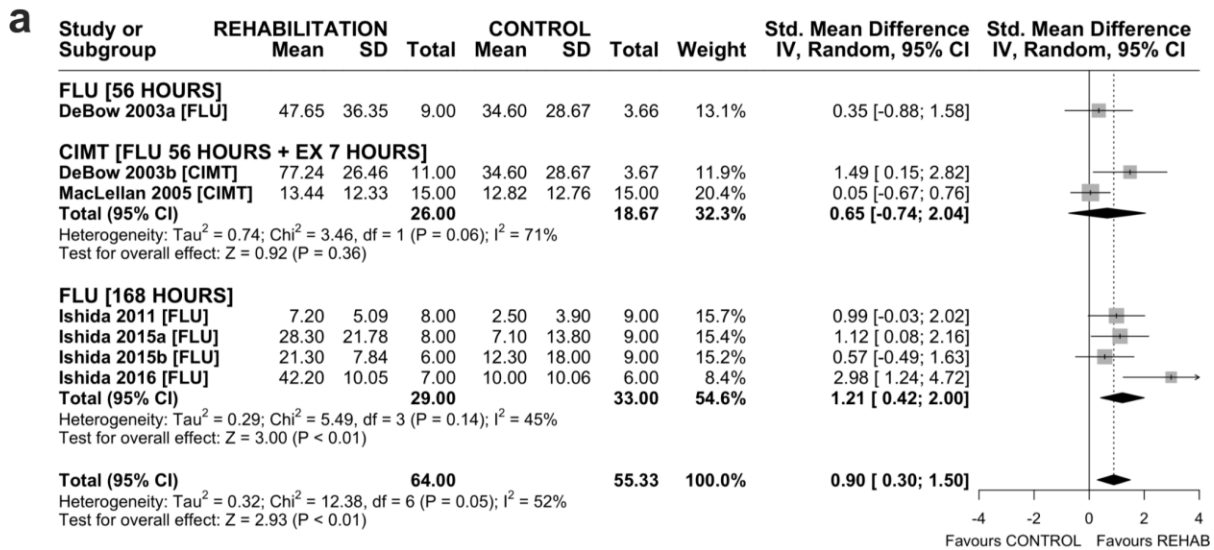 a
Study or REHABILITATION CONTROL Std. Mean Difference Std. Mean Difference
Subgroup Mean SD Total Mean SD Total Weight IV, Random, 95% CI IV, Random, 95% CI
FLU [56 HOURS]
DeBow 2003a [FLU] 47.65 36.35 9.00 34.60 28.67 3.66 13.1% 0.35 [-0.88; 1.58]
CIMT [FLU 56 HOURS + EX 7 HOURS]
DeBow 2003b [CIMT] 77.24 26.46 11.00 34.60 28.67 3.67 11.9% 1.49 [ 0.15; 2.82]
MacLellan 2005 [CIMT] 13.44 12.33 15.00 12.82 12.76 15.00 20.4% 0.05 [-0.67; 0.76]
Total (95% CI) 26.00 18.67 32.3% 0.65 [-0.74; 2.04]
Heterogeneity: Tau² = 0.74; Chi² = 3.46, df = 1 (P = 0.06); I² = 71%
Test for overall effect: Z = 0.92 (P = 0.36)
FLU [168 HOURS]
Ishida 2011 [FLU] 7.20 5.09 8.00 2.50 3.90 9.00 15.7% 0.99 [-0.03; 2.02]
Ishida 2015a [FLU] 28.30 21.78 8.00 7.10 13.80 9.00 15.4% 1.12 [ 0.08; 2.16]
Ishida 2015b [FLU] 21.30 7.84 6.00 12.30 18.00 9.00 15.2% 0.57 [-0.49; 1.63]
Ishida 2016 [FLU] 42.20 10.05 7.00 10.00 10.06 6.00 8.4% 2.98 [ 1.24; 4.72]
Total (95% CI) 29.00 33.00 54.6% 1.21 [ 0.42; 2.00]
Heterogeneity: Tau² = 0.29; Chi² = 5.49, df = 3 (P = 0.14); I² = 45%
Test for overall effect: Z = 3.00 (P < 0.01)
Total (95% CI) 64.00 55.33 100.0% 0.90 [ 0.30; 1.50]
Heterogeneity: Tau² = 0.32; Chi² = 12.38, df = 6 (P = 0.05); I² = 52%
Test for overall effect: Z = 2.93 (P < 0.01)
-4 -2 0 2 4
Favours CONTROL Favours REHAB